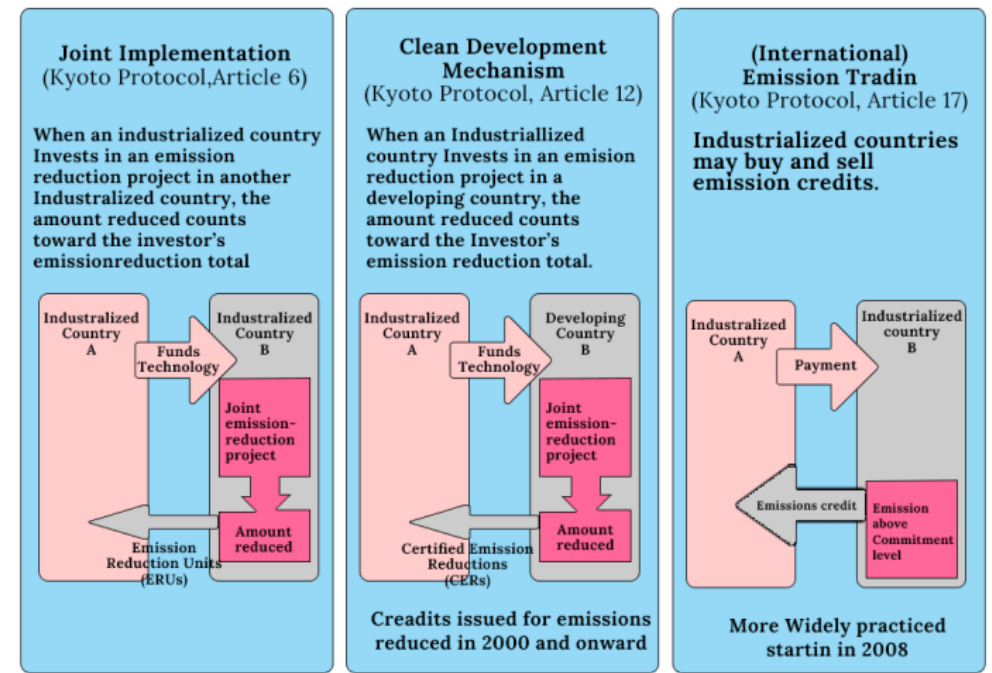 Joint Implementation
(Kyoto Protocol,Article 6)
When an industrialized country
Invests in an emission
reduction project in another
Industralized country, the
amount reduced counts
toward the investor's
emissionreduction total
Industralized
Country
A
Funds
Technology
Industralized
Country
B
Joint
emission-
reduction
project
Amount
reduced
Emission
Reduction Units
(ERUs)
Clean Development
Mechanism
(Kyoto Protocol, Article 12)
When an Industriallized
country Invests in an emision
reduction project in a
developing country, the
amount reduced counts
toward the Investor's
emission reduction total.
Industralized
Country
A
Funds
Technology
Developing
Country
B
Joint
emission-
reduction
project
Amount
reduced
Certified Emission
Reductions
(CERs)
Creadits issued for emissions
reduced in 2000 and onward
(International)
Emission Tradin
(Kyoto Protocol, Article 17)
Industrialized countries
may buy and sell
emission credits.
Industralized
Country
A
Payment
Industrialized
country
B
Emissions credit
Emission
above
Commitment
level
More Widely practiced
startin in 2008